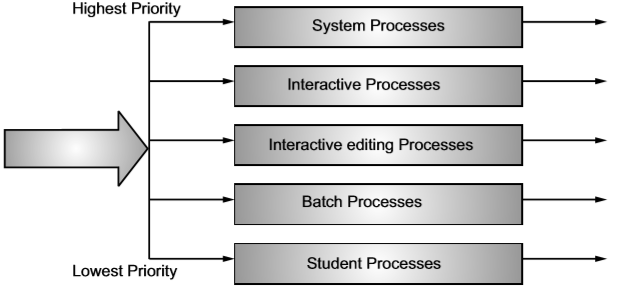 Highest Priority
System Processes
Interactive Processes
Interactive editing Processes
Batch Processes
Student Processes
Lowest Priority